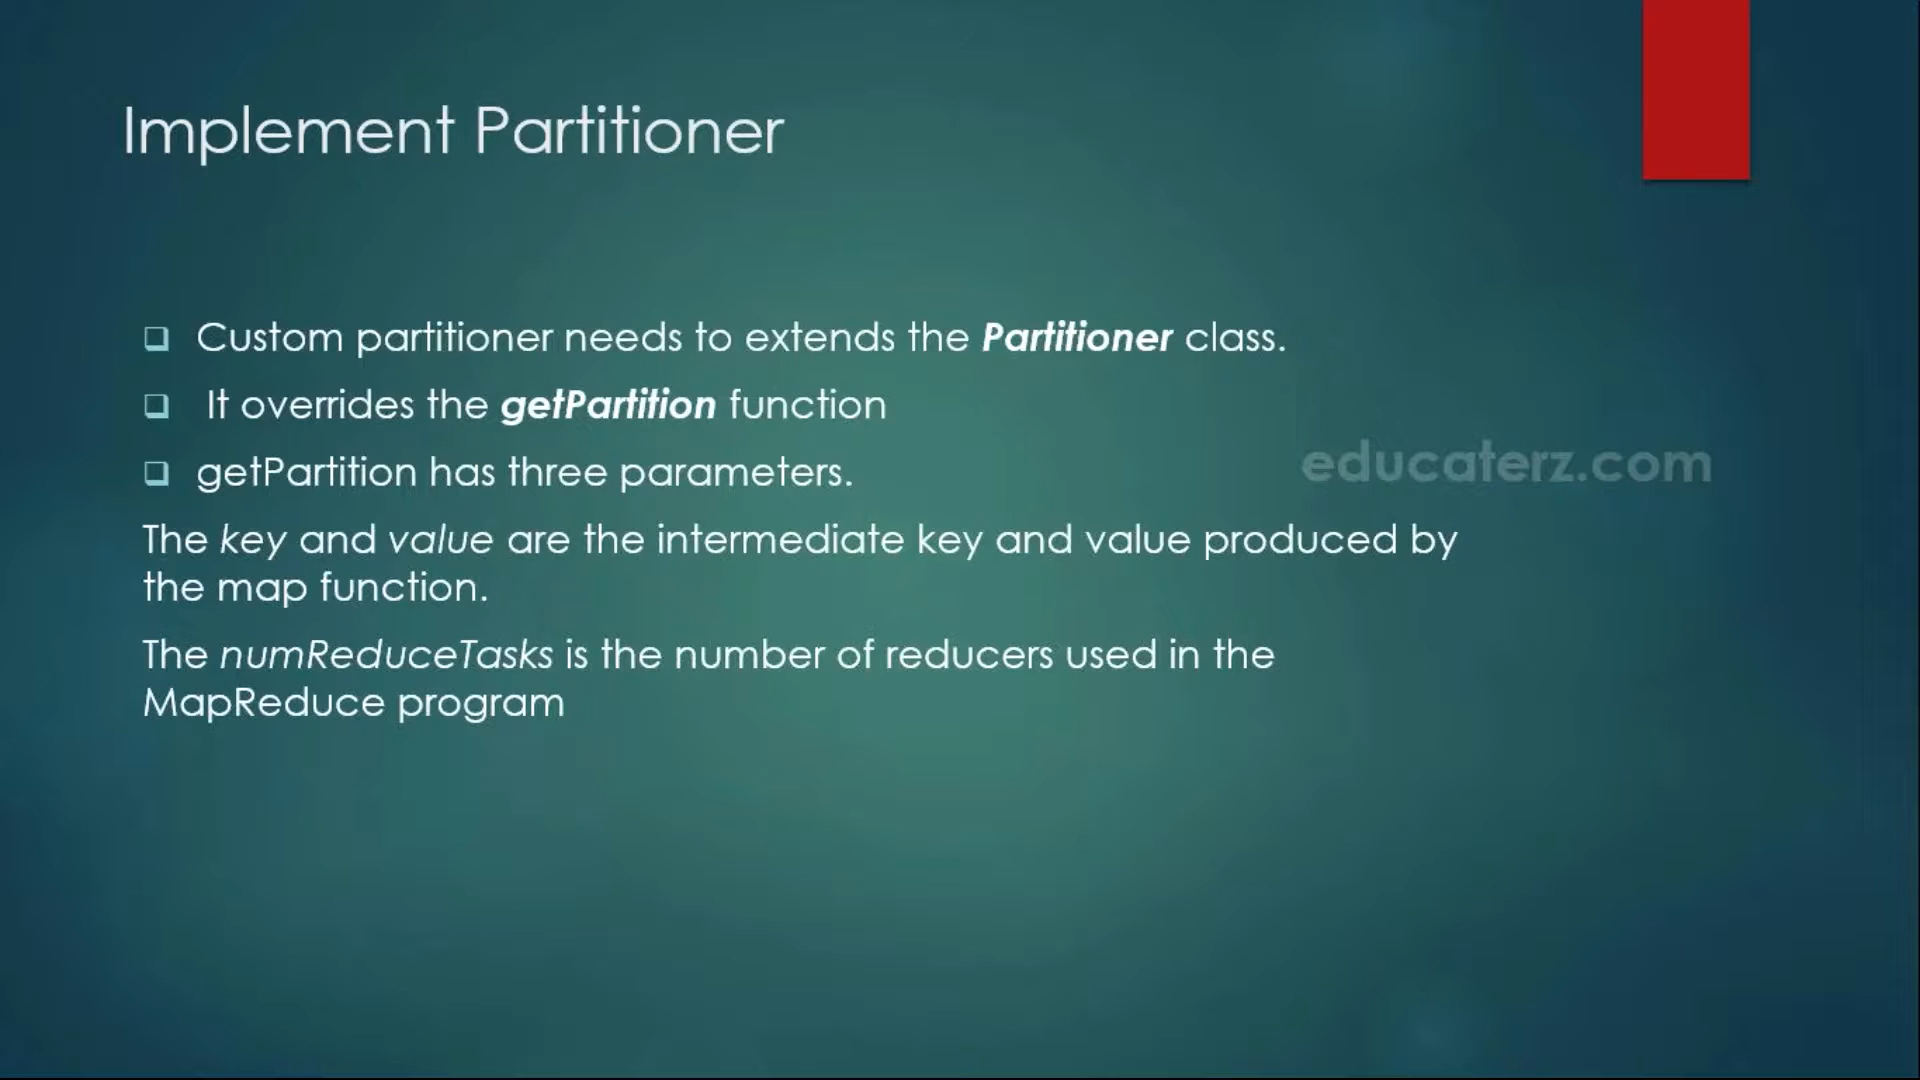 Implement Partitioner
❑ Custom partitioner needs to extends the Partitioner class.
❑ It overrides the getPartition function
❑ getPartition has three parameters.
educaterz.com
The key and value are the intermediate key and value produced by
the map function.
The numReduceTasks is the number of reducers used in the
MapReduce program